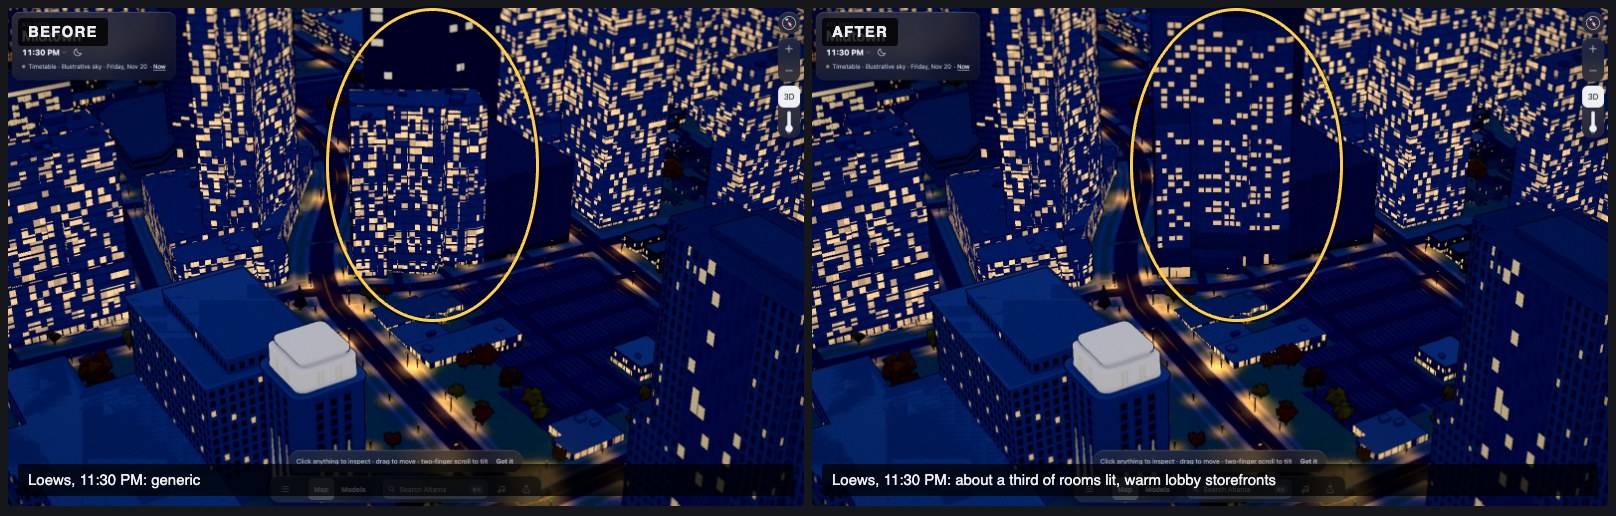 BEFORE
11:30 PM
Timetable · Illustrative sky · Friday, Nov 20 · Now
3D
Click anything to inspect · drag to move · two-finger scroll to tilt Got it
Loews, 11:30 PM: generic
Map Models Search Atlanta
AFTER
11:30 PM
Timetable · Illustrative sky · Friday, Nov 20 · Now
3D
Click anything to inspect · drag to move · two-finger scroll to tilt Got it
Loews, 11:30 PM: about a third of rooms lit, warm lobby storefronts
Map Models Search Atlanta